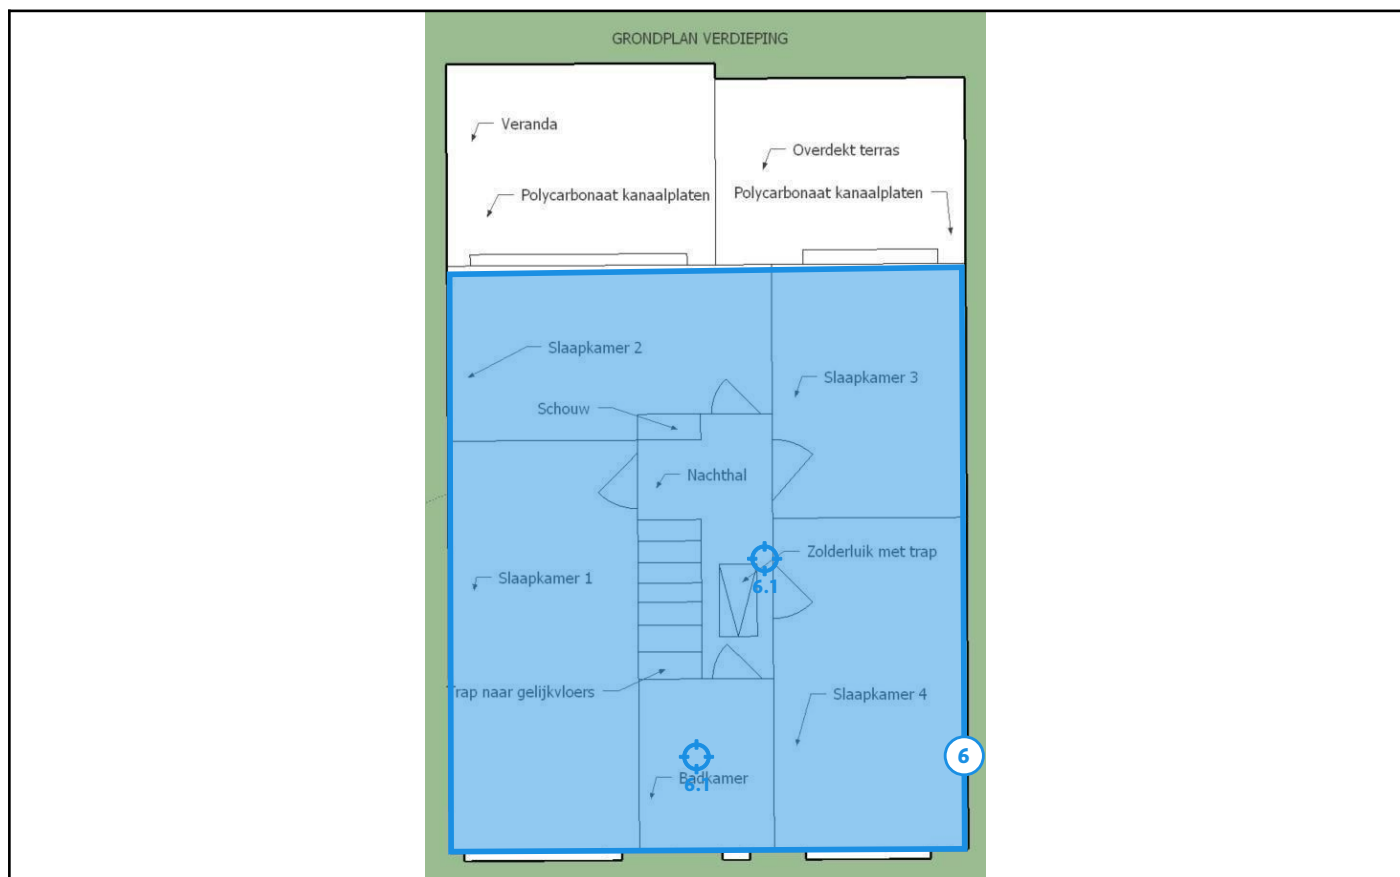 GRONDPLAN VERDIEPING
Veranda
Overdekt terras
Polycarbonaat kanaalplaten
Polycarbonaat kanaalplaten
Slaapkamer 2
Slaapkamer 3
Schouw
Nachthal
Zolderluik met trap
6.1
Slaapkamer 1
Trap naar gelijkvloers
Slaapkamer 4
6
Badkamer
6.1